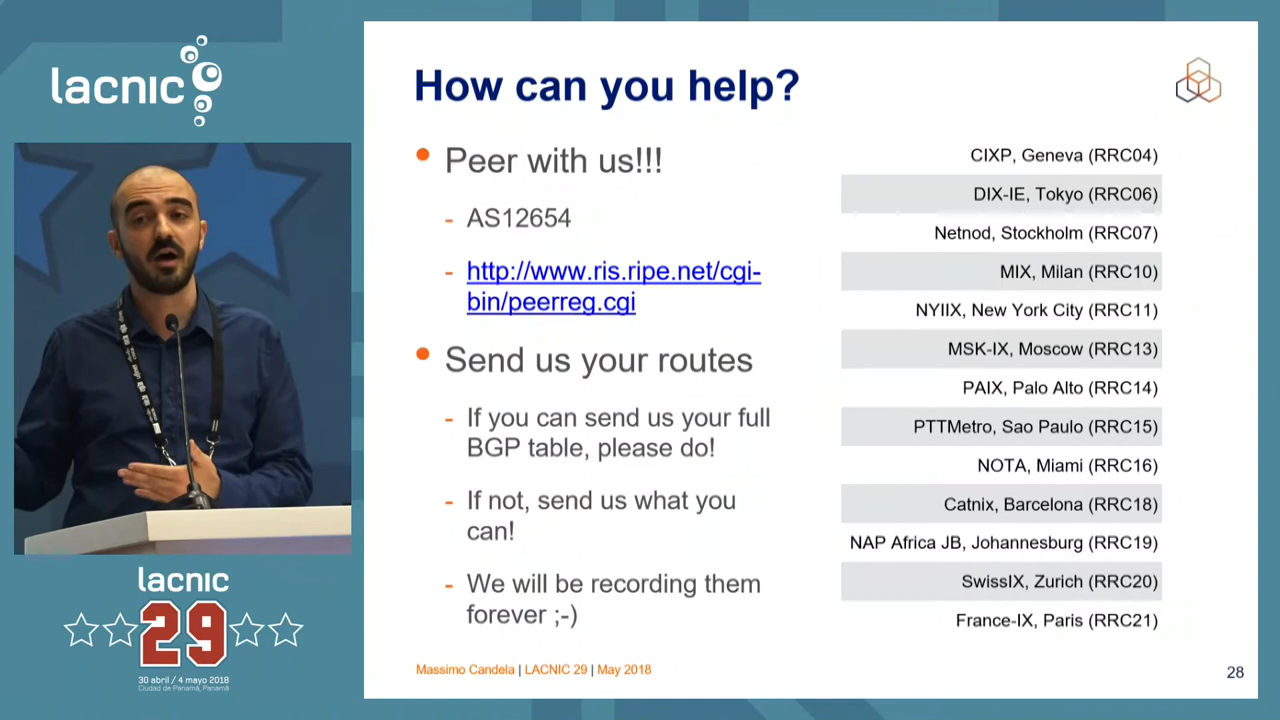 lacnic
How can you help?
Peer with us!!!
- AS12654
- http://www.ris.ripe.net/cgi-
bin/peerreg.cgi
Send us your routes
- If you can send us your full
BGP table, please do!
- If not, send us what you
can!
- We will be recording them
forever ;-)
CIXP, Geneva (RRC04)
DIX-IE, Tokyo (RRC06)
Netnod, Stockholm (RRC07)
MIX, Milan (RRC10)
NYIIX, New York City (RRC11)
MSK-IX, Moscow (RRC13)
PAIX, Palo Alto (RRC14)
PTTMetro, Sao Paulo (RRC15)
NOTA, Miami (RRC16)
Catnix, Barcelona (RRC18)
NAP Africa JB, Johannesburg (RRC19)
SwissIX, Zurich (RRC20)
France-IX, Paris (RRC21)
lacnic
29
30 abril / 4 mayo 2018
Ciudad de Panamá, Panamá
Massimo Candela | LACNIC 29 | May 2018
28